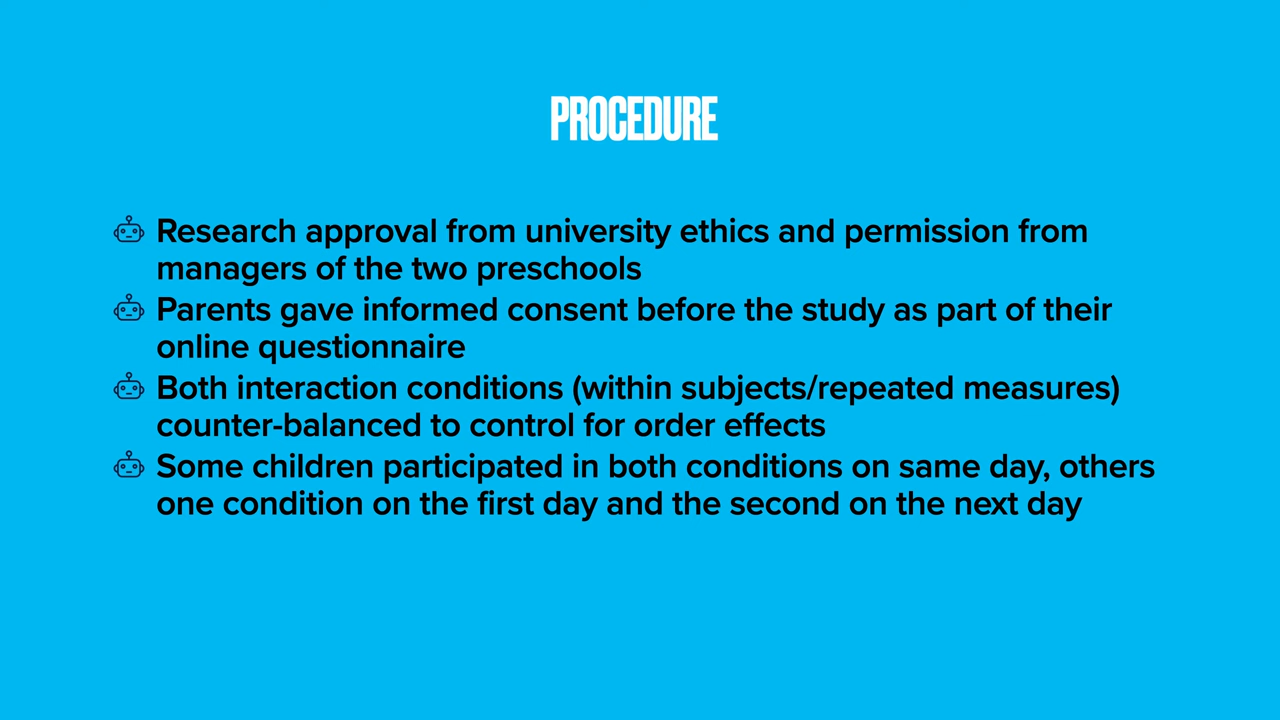 PROCEDURE
Research approval from university ethics and permission from
managers of the two preschools
Parents gave informed consent before the study as part of their
online questionnaire
Both interaction conditions (within subjects/repeated measures)
counter-balanced to control for order effects
Some children participated in both conditions on same day, others
one condition on the first day and the second on the next day